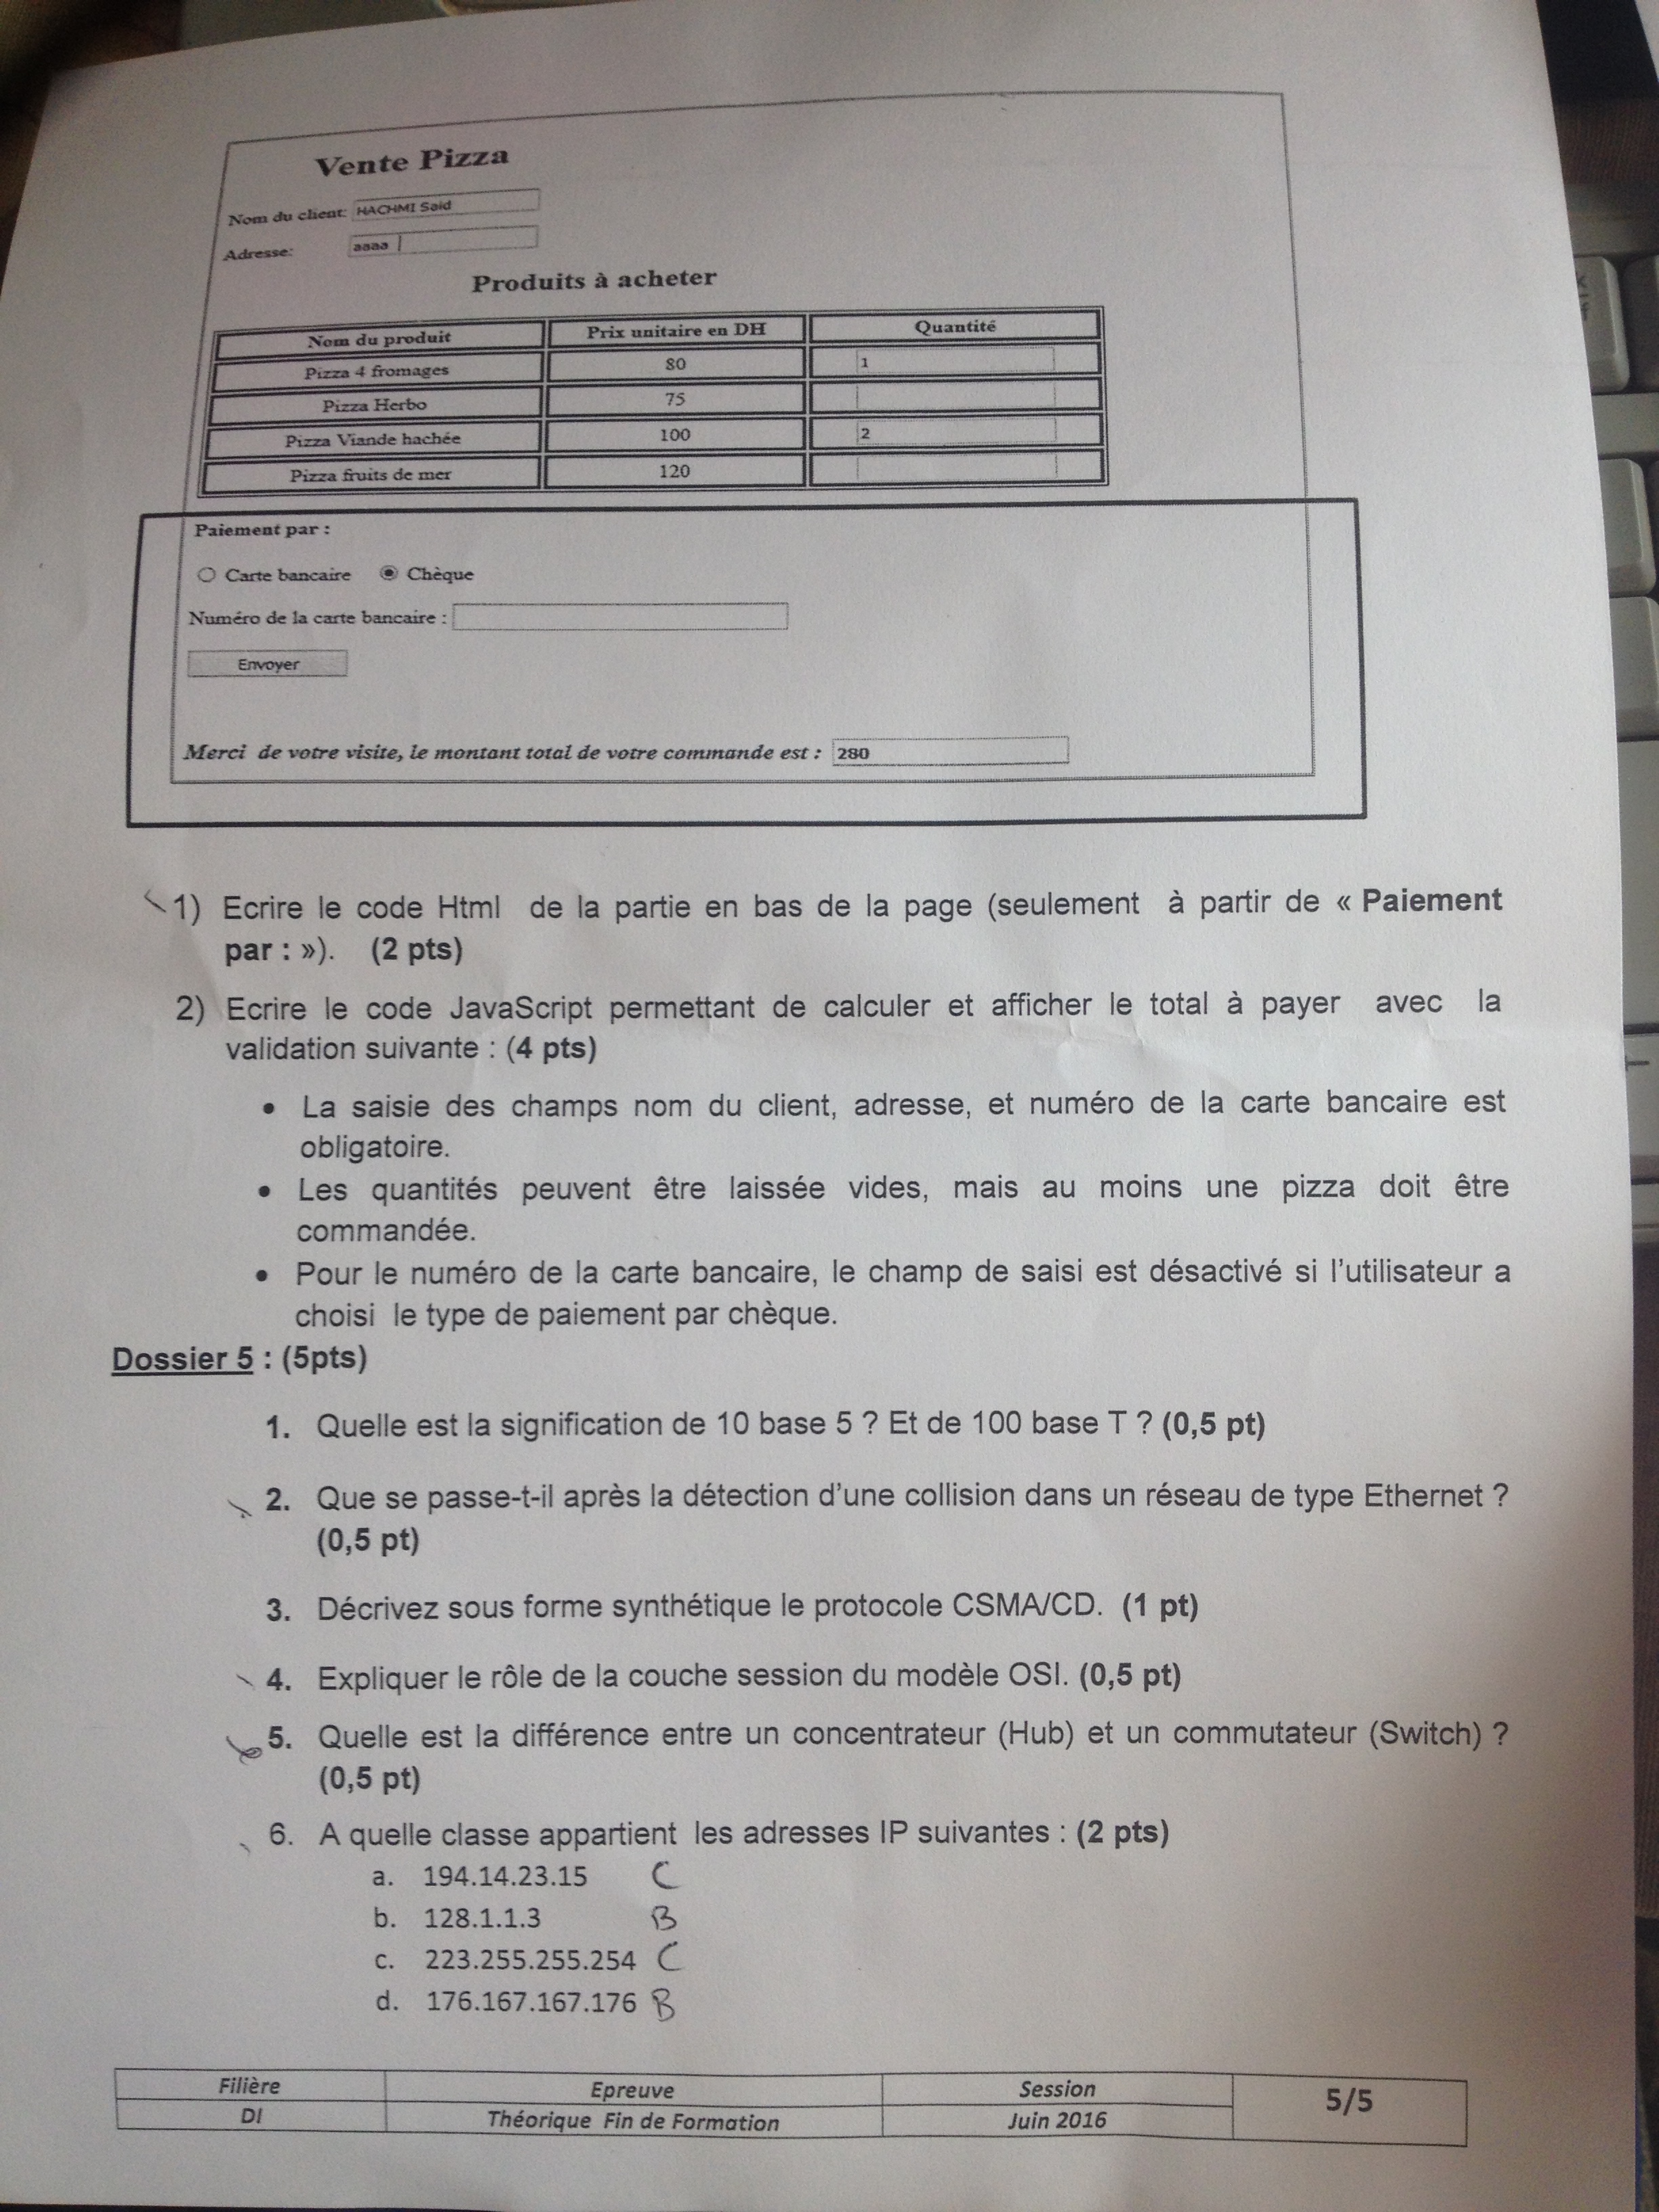 Vente Pizza
Nom du client: HACHMI Said
Adresse: aaaa
Produits à acheter
Nom du produit Prix unitaire en DH Quantité
Pizza 4 fromages 80 1
Pizza Herbo 75
Pizza Viande hachée 100 2
Pizza fruits de mer 120
Paiement par :
Carte bancaire Chèque
Numéro de la carte bancaire :
Envoyer
Merci de votre visite, le montant total de votre commande est : 280
1) Ecrire le code Html de la partie en bas de la page (seulement à partir de « Paiement
par : »). (2 pts)
2) Ecrire le code JavaScript permettant de calculer et afficher le total à payer avec la
validation suivante : (4 pts)
• La saisie des champs nom du client, adresse, et numéro de la carte bancaire est
obligatoire.
• Les quantités peuvent être laissée vides, mais au moins une pizza doit être
commandée.
• Pour le numéro de la carte bancaire, le champ de saisi est désactivé si l'utilisateur a
choisi le type de paiement par chèque.
Dossier 5 : (5pts)
1. Quelle est la signification de 10 base 5 ? Et de 100 base T ? (0,5 pt)
2. Que se passe-t-il après la détection d'une collision dans un réseau de type Ethernet ?
(0,5 pt)
3. Décrivez sous forme synthétique le protocole CSMA/CD. (1 pt)
4. Expliquer le rôle de la couche session du modèle OSI. (0,5 pt)
5. Quelle est la différence entre un concentrateur (Hub) et un commutateur (Switch) ?
(0,5 pt)
6. A quelle classe appartient les adresses IP suivantes : (2 pts)
a. 194.14.23.15 C
b. 128.1.1.3 B
c. 223.255.255.254 C
d. 176.167.167.176 B
Filière Epreuve Session 5/5
DI Théorique Fin de Formation Juin 2016